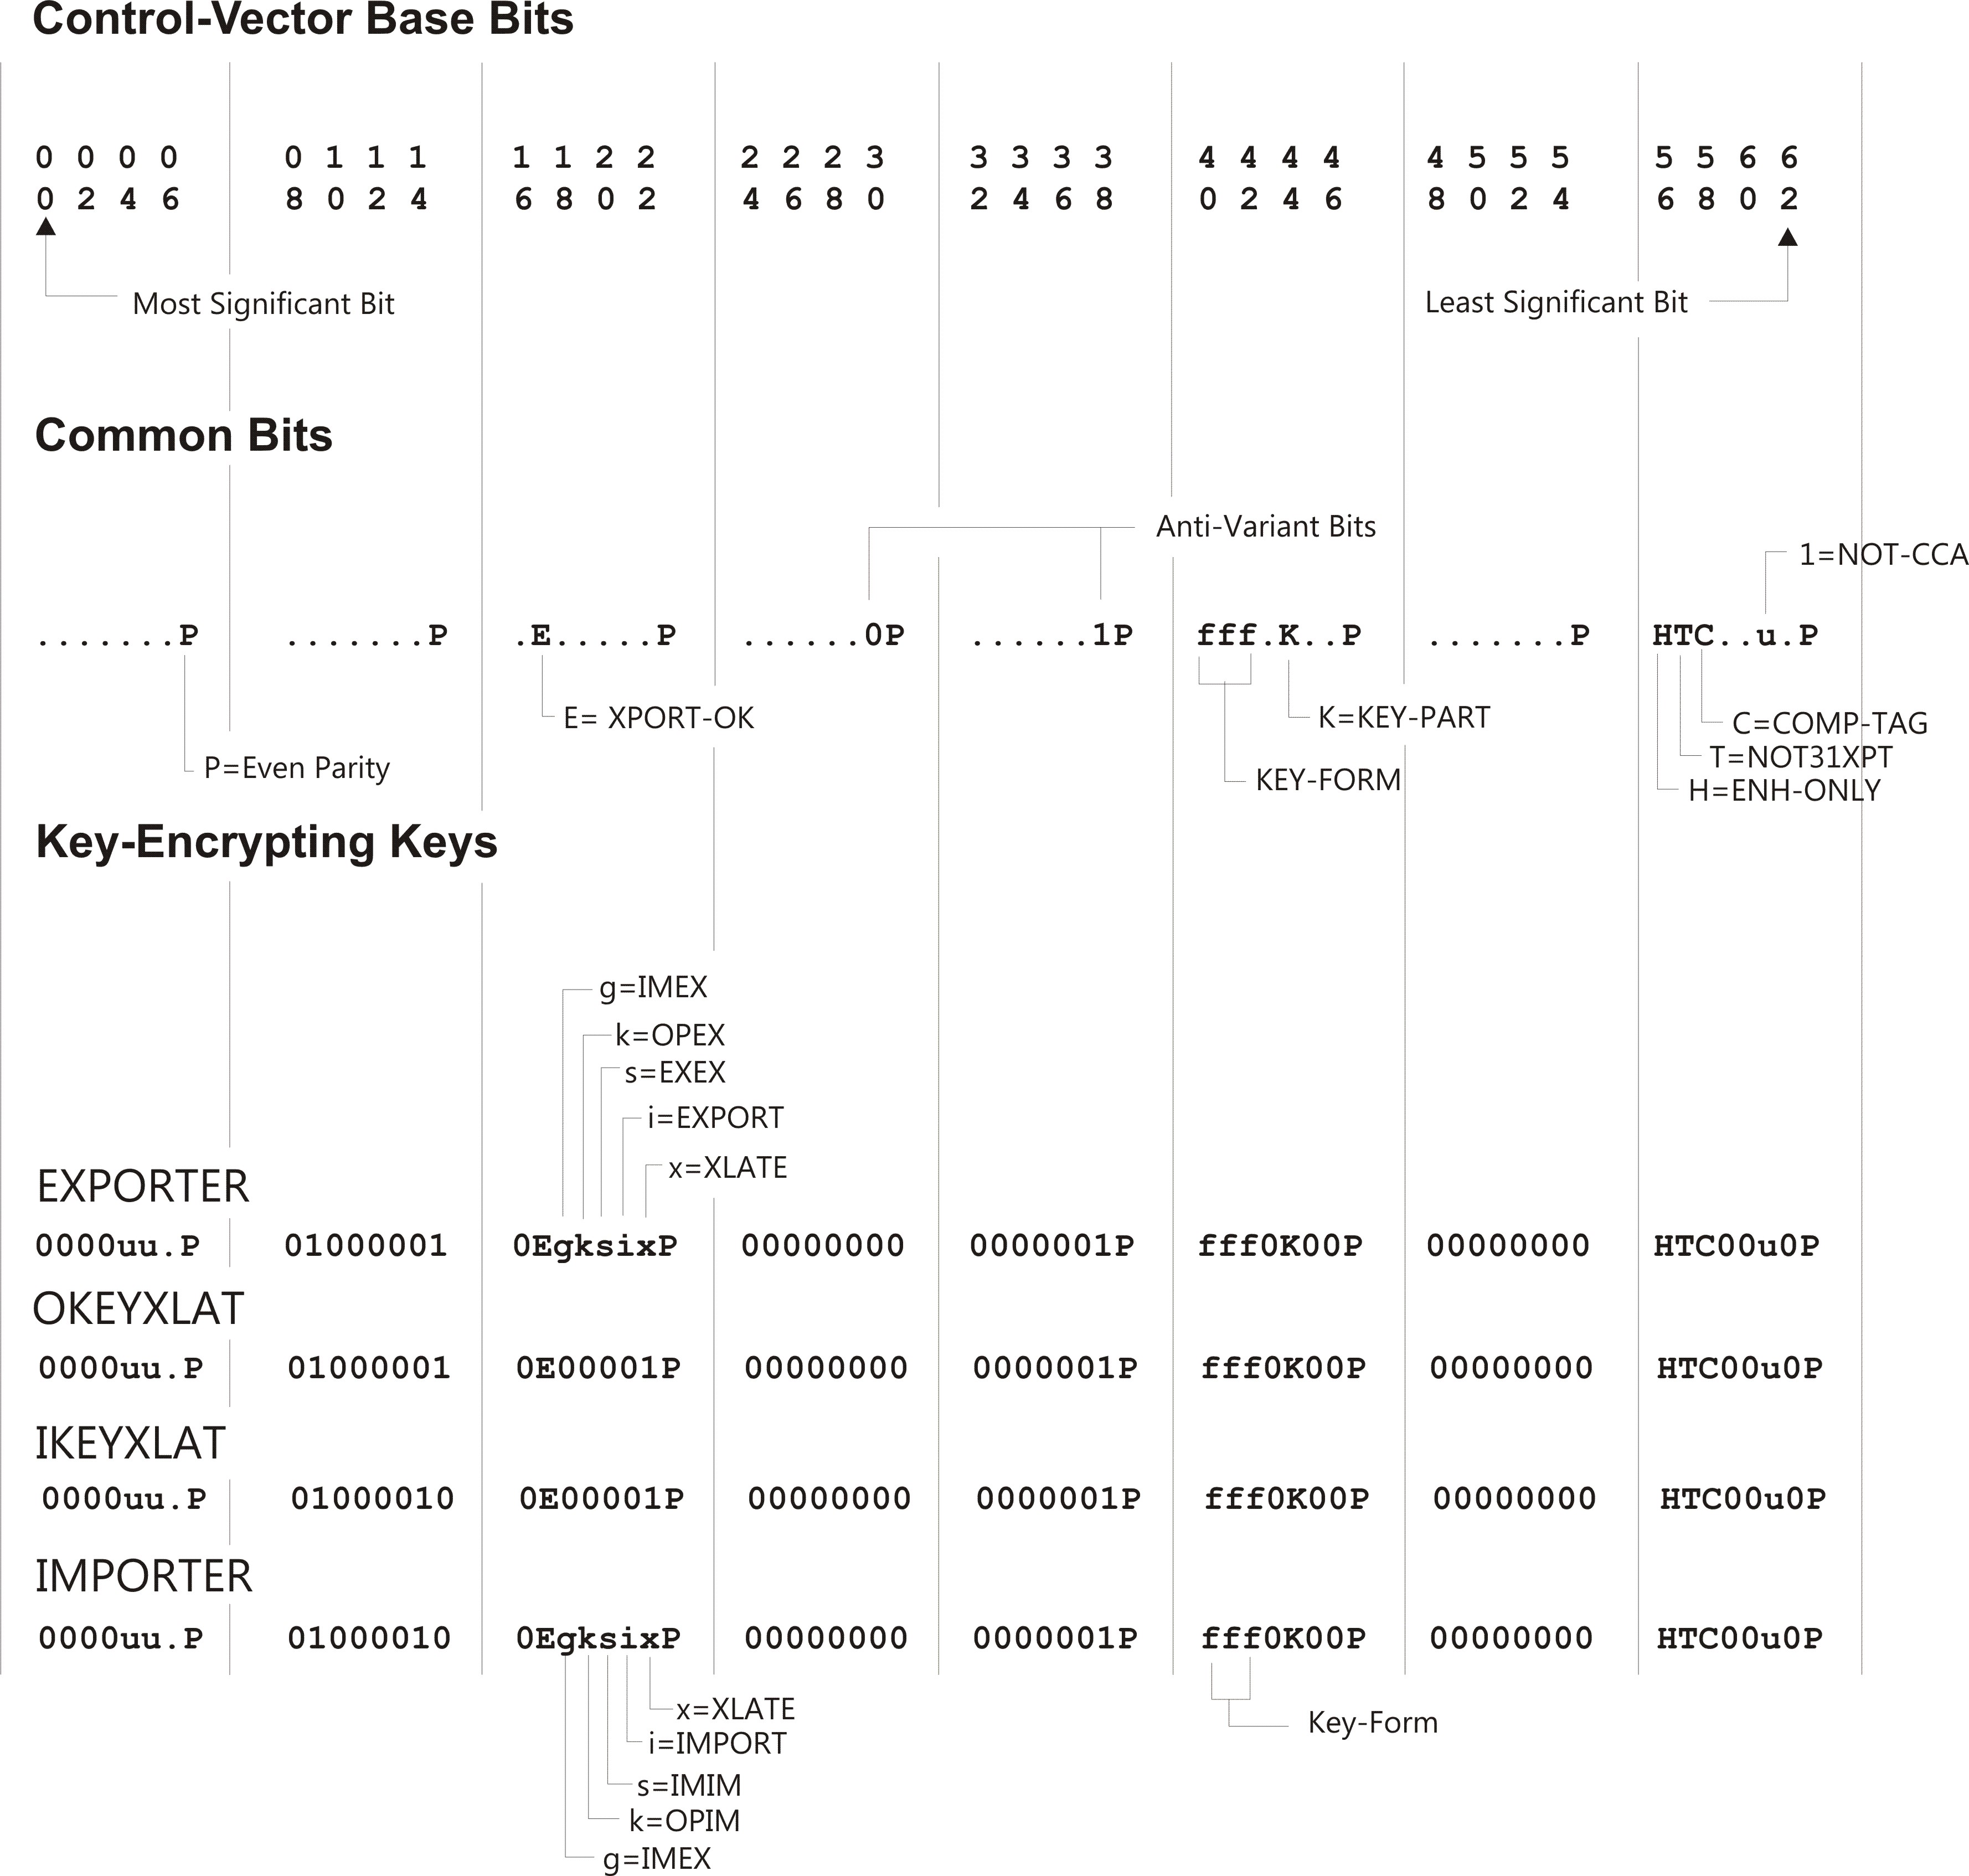 Control-Vector Base Bits
0 0 0 0 0 1 1 1 1 1 2 2 2 2 2 3 3 3 3 3 4 4 4 4 4 5 5 5 5 5 6 6
0 2 4 6 8 0 2 4 6 8 0 2 4 6 8 0 2 4 6 8 0 2 4 6 8 0 2 4 6 8 0 2
Most Significant Bit Least Significant Bit
Common Bits
Anti-Variant Bits
1=NOT-CCA
.......P .......P .E.....P ......0P ......1P fff.K..P .......P HTC..u.P
E= XPORT-OK K=KEY-PART C=COMP-TAG
P=Even Parity T=NOT31XPT
KEY-FORM H=ENH-ONLY
Key-Encrypting Keys
g=IMEX
k=OPEX
s=EXEX
i=EXPORT
x=XLATE
EXPORTER
0000uu.P 01000001 0EgksixP 00000000 0000001P fff0K00P 00000000 HTC00u0P
OKEYXLAT
0000uu.P 01000001 0E00001P 00000000 0000001P fff0K00P 00000000 HTC00u0P
IKEYXLAT
0000uu.P 01000010 0E00001P 00000000 0000001P fff0K00P 00000000 HTC00u0P
IMPORTER
0000uu.P 01000010 0EgksixP 00000000 0000001P fff0K00P 00000000 HTC00u0P
x=XLATE Key-Form
i=IMPORT
s=IMIM
k=OPIM
g=IMEX